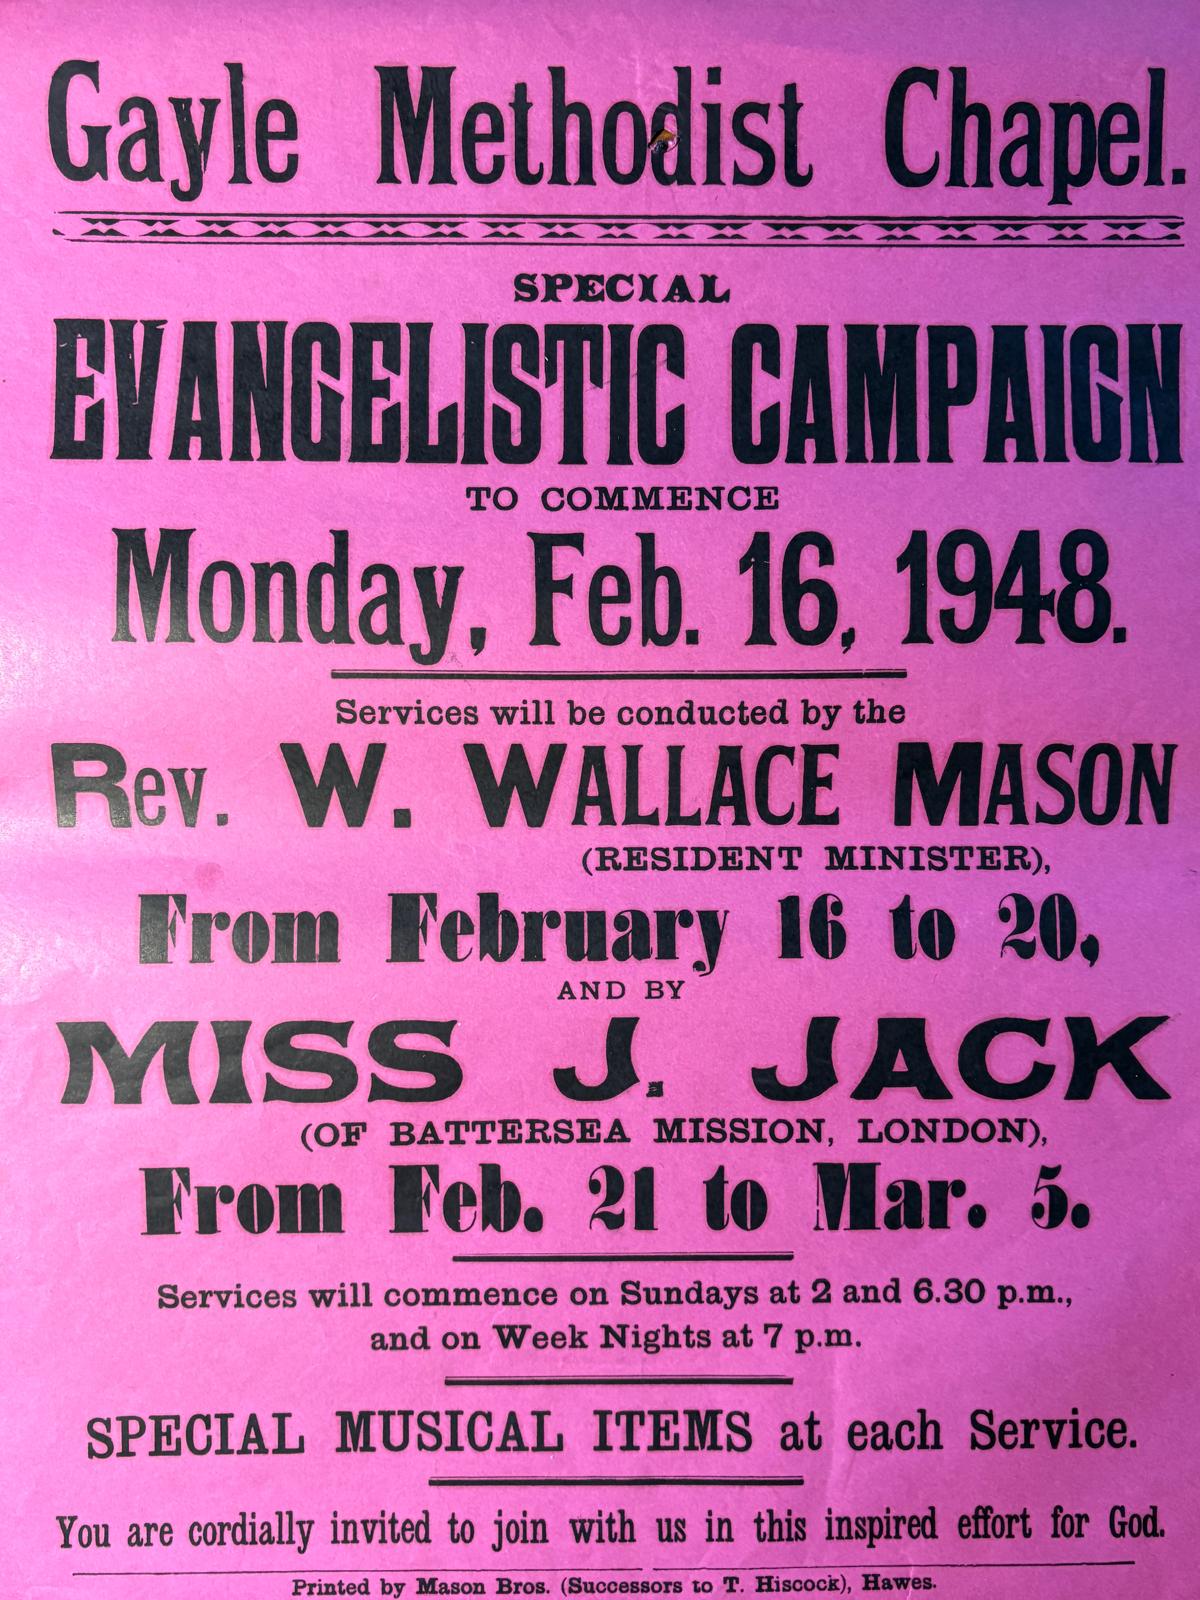 Gayle Methodist Chapel.
SPECIAL
EVANGELISTIC CAMPAIGN
TO COMMENCE
Monday, Feb. 16, 1948.
Services will be conducted by the
Rev. W. WALLACE MASON
(RESIDENT MINISTER),
From February 16 to 20,
AND BY
MISS J. JACK
(OF BATTERSEA MISSION, LONDON),
From Feb. 21 to Mar. 5.
Services will commence on Sundays at 2 and 6.30 p.m.,
and on Week Nights at 7 p.m.
SPECIAL MUSICAL ITEMS at each Service.
You are cordially invited to join with us in this inspired effort for God.
Printed by Mason Bros. (Successors to T. Hiscock), Hawes.